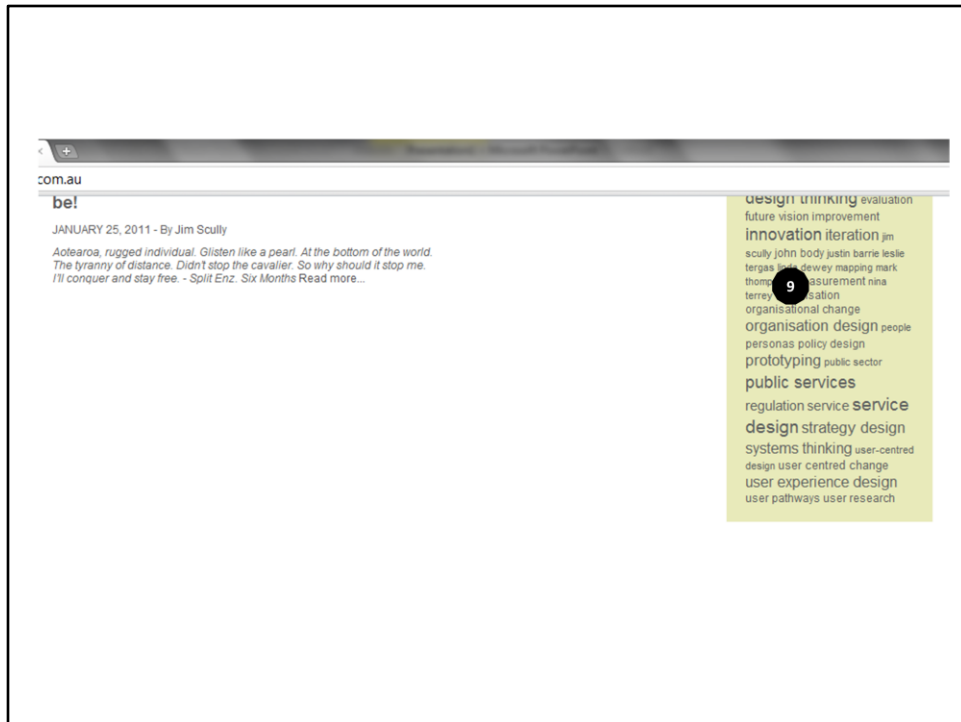 com.au
be!
JANUARY 25, 2011 - By Jim Scully
Aotearoa, rugged individual. Glisten like a pearl. At the bottom of the world.
The tyranny of distance. Didn't stop the cavalier. So why should it stop me.
I'll conquer and stay free. - Split Enz. Six Months Read more...
design thinking evaluation
future vision improvement
innovation iteration jim
scully john body justin barrie leslie
tergas linda dewey mapping mark
9
nina
terrey
organisational change
organisation design people
personas policy design
prototyping public sector
public services
regulation service service
design strategy design
systems thinking user-centred
design user centred change
user experience design
user pathways user research